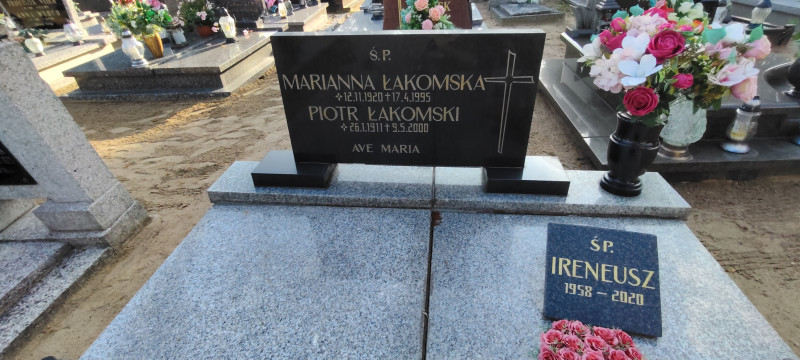 Ś.P.
MARIANNA ŁAKOMSKA
✧12.11.1920 ✝17.4.1995
PIOTR ŁAKOMSKI
✧26.1.1911 ✝9.5.2000
AVE MARIA
Ś.P.
IRENEUSZ
1958 – 2020